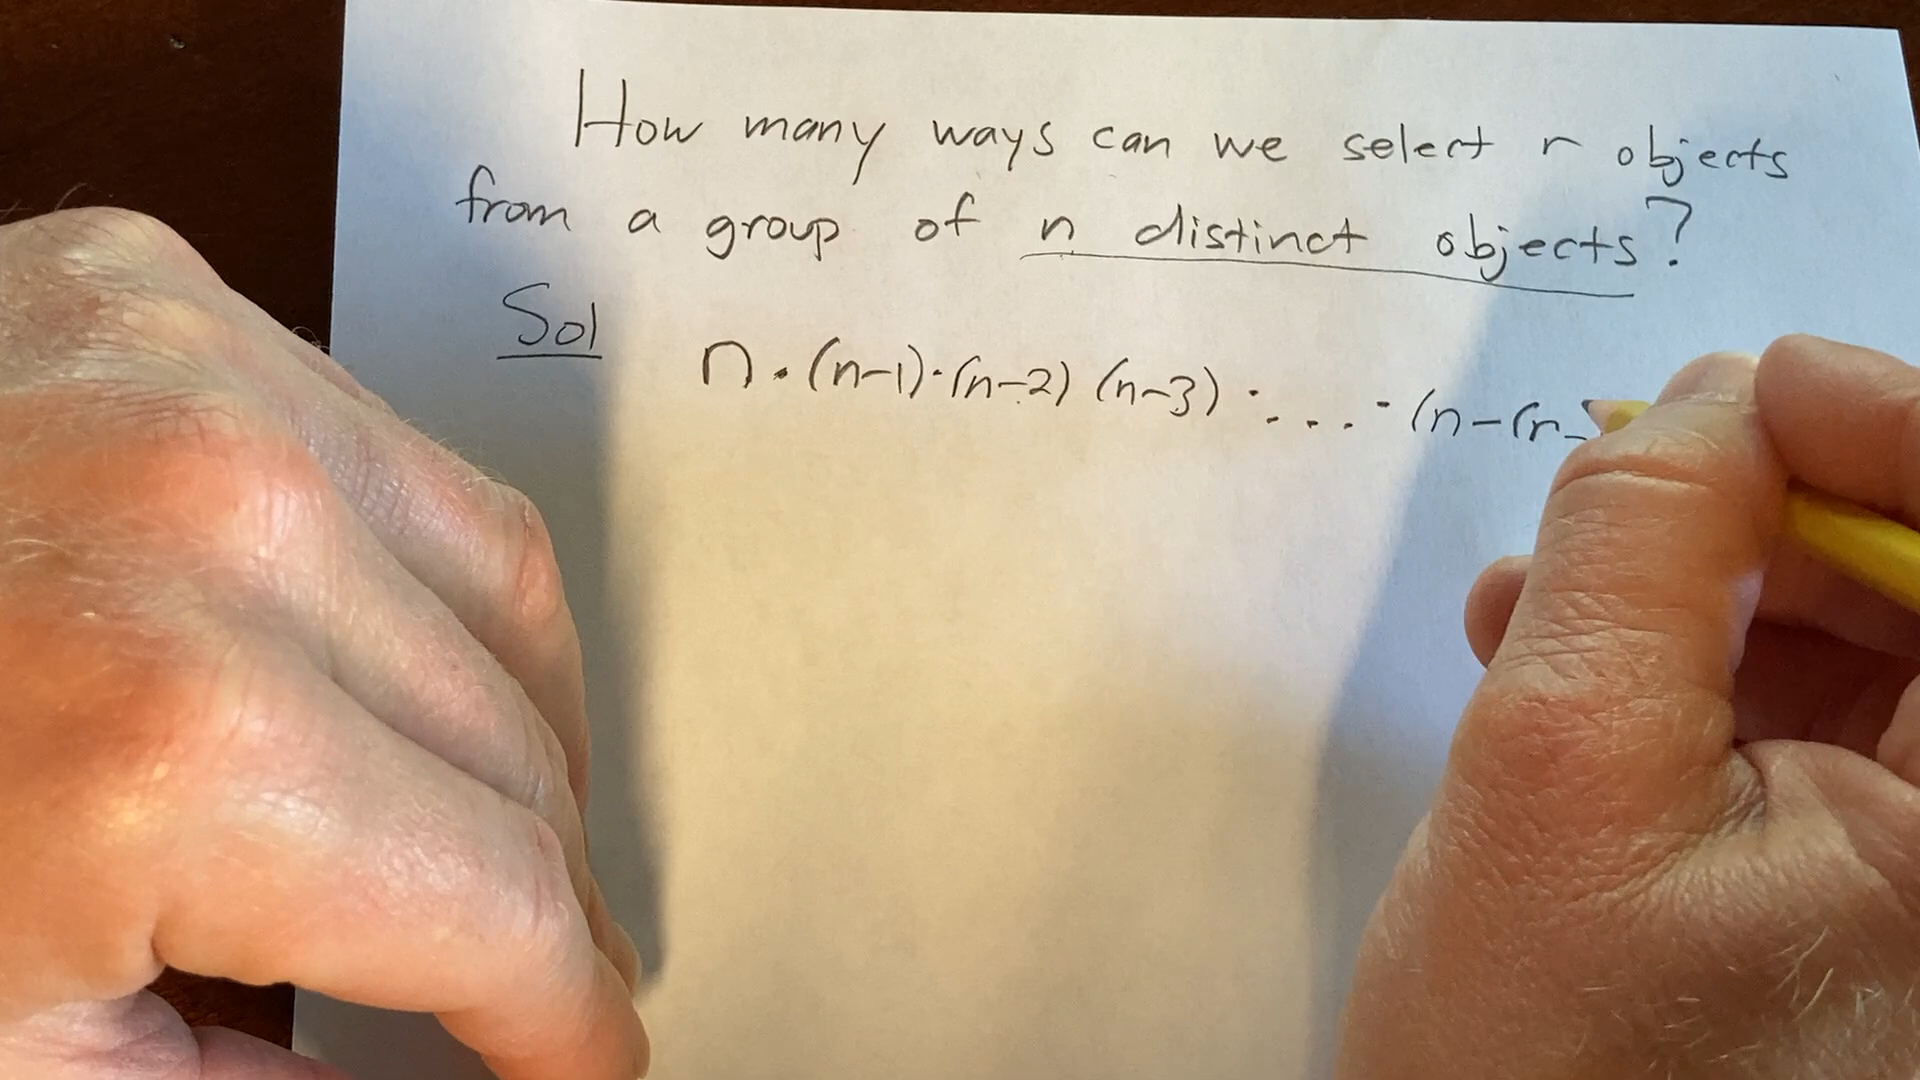 How many ways can we select r objects
from a group of n distinct objects?
Sol
n · (n-1) · (n-2) (n-3) · ... · (n-(r-